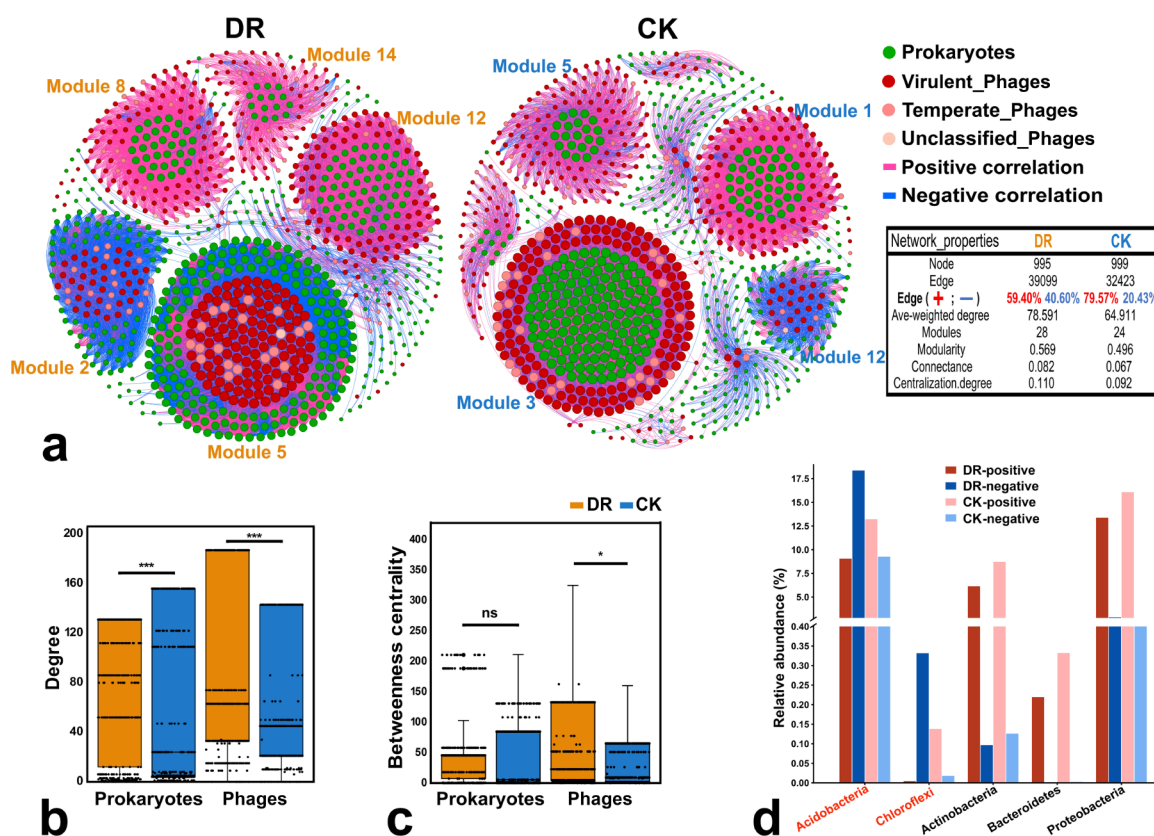 DR
CK
Module 14
Module 8
Module 12
Module 2
Module 5
Module 5
Module 1
Module 12
Module 3
Prokaryotes
Virulent_Phages
Temperate_Phages
Unclassified_Phages
Positive correlation
Negative correlation
Network_properties DR CK
Node 995 999
Edge 39099 32423
Edge ( + ; − ) 59.40% 40.60% 79.57% 20.43%
Ave-weighted degree 78.591 64.911
Modules 28 24
Modularity 0.569 0.496
Connectance 0.082 0.067
Centralization.degree 0.110 0.092
a
Degree
200
160
120
80
40
0
***
***
Prokaryotes Phages
b
DR CK
Betweenness centrality
400
350
300
250
200
150
100
50
0
ns
*
Prokaryotes Phages
c
DR-positive
DR-negative
CK-positive
CK-negative
Relative abundance (%)
17.5
15.0
12.5
10.0
7.5
5.0
0.40
0.35
0.30
0.25
0.20
0.15
0.10
0.05
0.00
Acidobacteria
Chloroflexi
Actinobacteria
Bacteroidetes
Proteobacteria
d